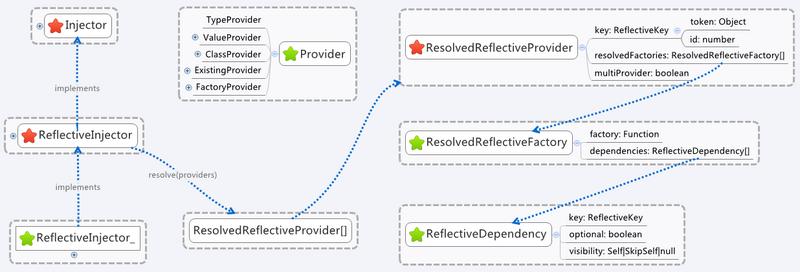 Injector
implements
ReflectiveInjector
implements
ReflectiveInjector_
TypeProvider
ValueProvider
ClassProvider
ExistingProvider
FactoryProvider
Provider
resolve(providers)
ResolvedReflectiveProvider[]
ResolvedReflectiveProvider
key: ReflectiveKey
token: Object
id: number
resolvedFactories: ResolvedReflectiveFactory[]
multiProvider: boolean
ResolvedReflectiveFactory
factory: Function
dependencies: ReflectiveDependency[]
ReflectiveDependency
key: ReflectiveKey
optional: boolean
visibility: Self|SkipSelf|null